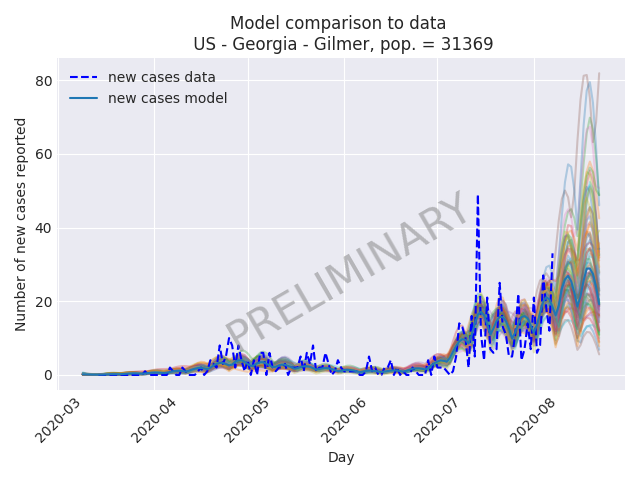 Model comparison to data
US - Georgia - Gilmer, pop. = 31369
new cases data
new cases model
Number of new cases reported
80
60
40
20
0
PRELIMINARY
2020-03
2020-04
2020-05
2020-06
2020-07
2020-08
Day